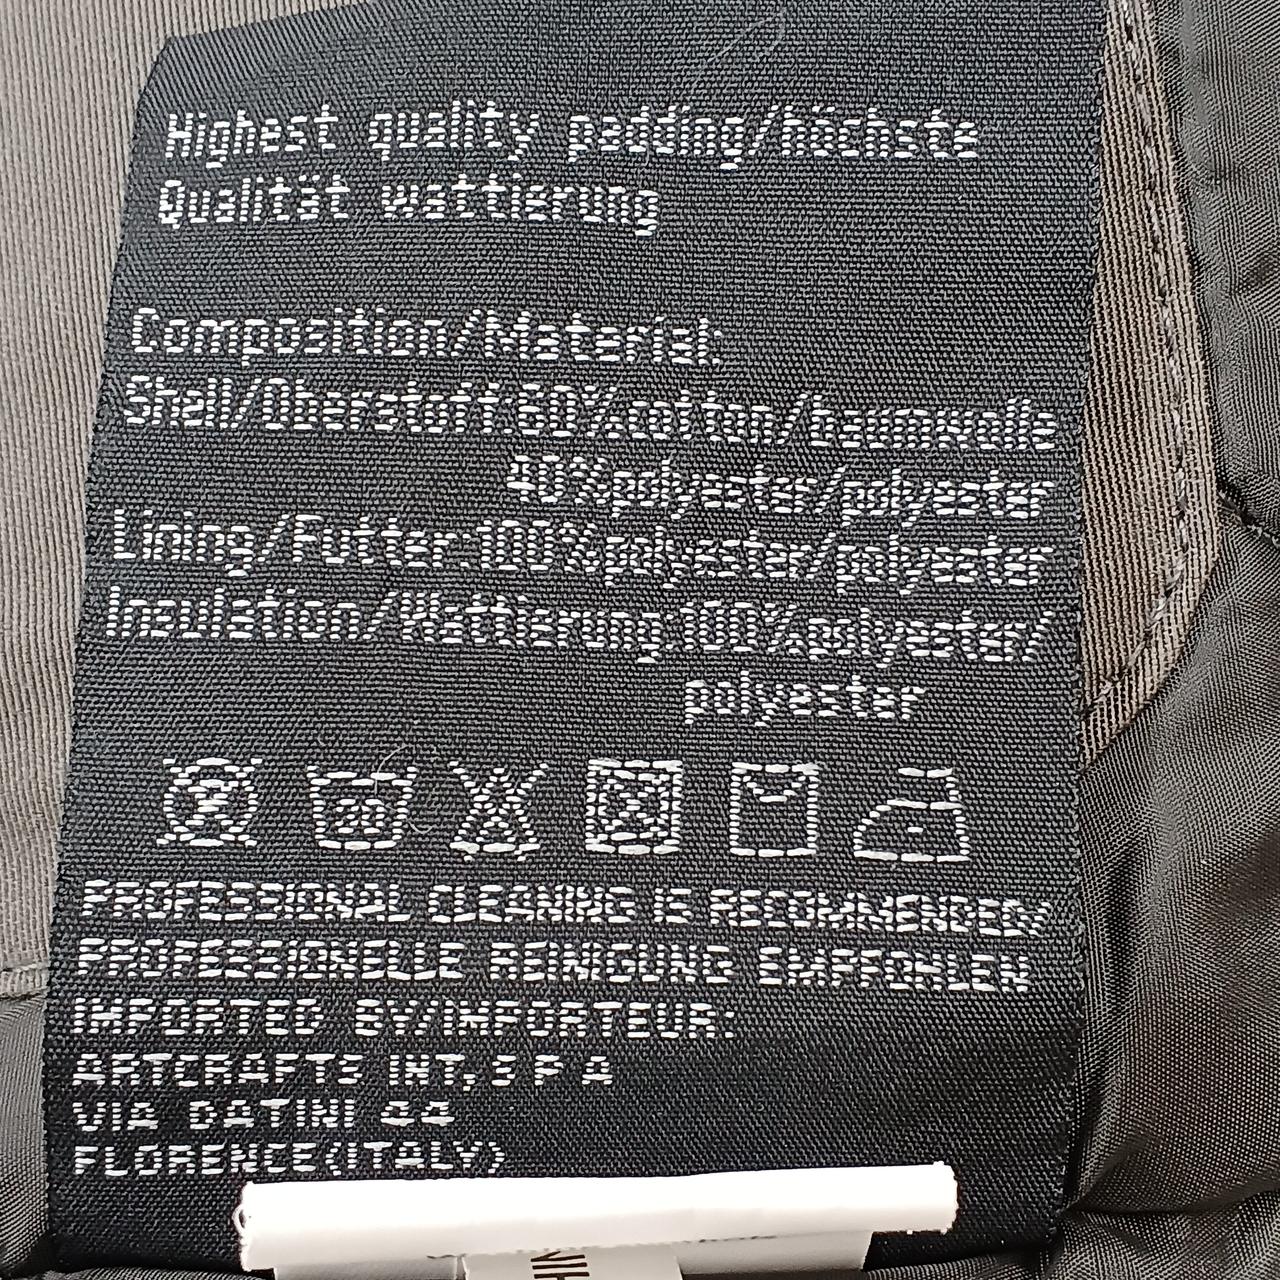 Highest quality padding/höchste
Qualität wattierung
Composition/Material:
Shell/Oberstoff:60%cotton/baumwolle
40%polyester/polyester
Lining/Futter:100%polyester/polyester
Insulation/Wattierung:100%polyester/
polyester
30
PROFESSIONAL CLEANING IS RECOMMENDED/
PROFESSIONELLE REINIGUNG EMPFOHLEN
IMPORTED BY/IMPORTEUR:
ARTCRAFTS INT,S P A
VIA DATINI 44
FLORENCE(ITALY)